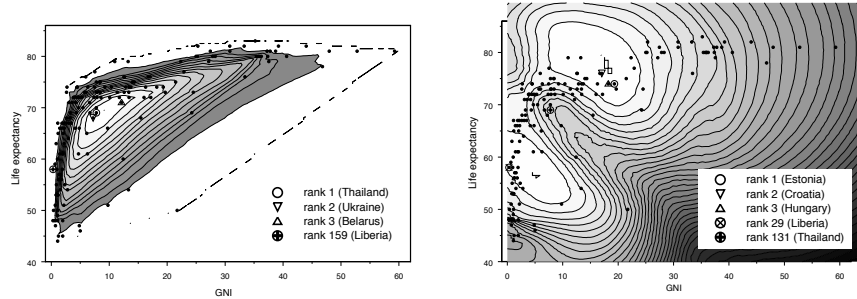 80
70
60
50
40
Life expectancy
0
10
20
30
40
50
60
GNI
rank 1 (Thailand)
rank 2 (Ukraine)
rank 3 (Belarus)
rank 159 (Liberia)
80
70
60
50
40
Life expectancy
0
10
20
30
40
50
60
GNI
rank 1 (Estonia)
rank 2 (Croatia)
rank 3 (Hungary)
rank 29 (Liberia)
rank 131 (Thailand)